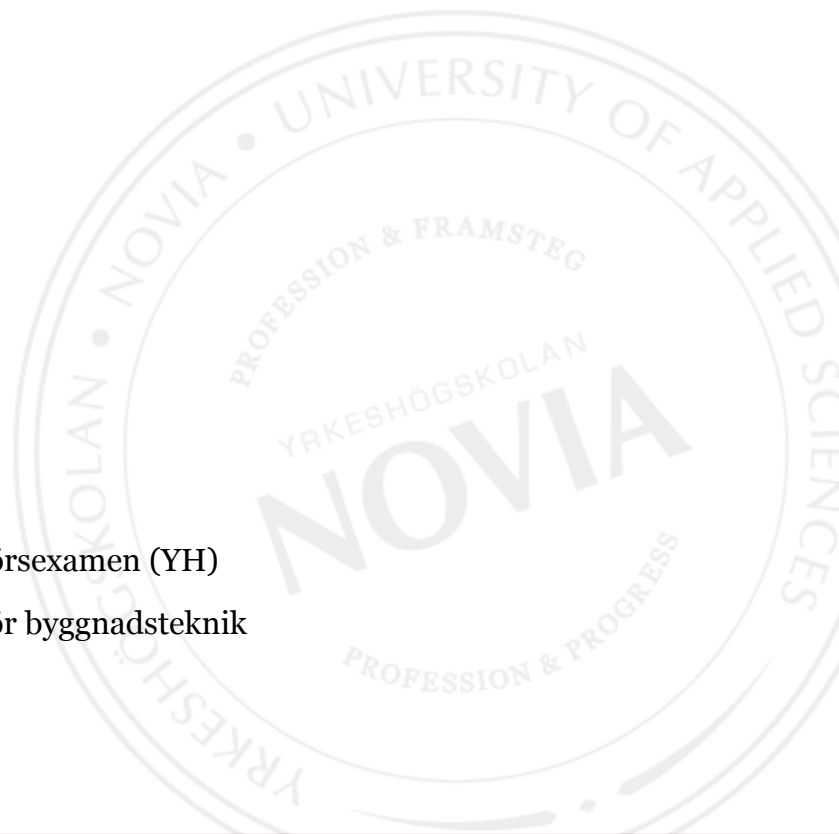 YRKESHÖGSKOLAN • NOVIA • UNIVERSITY OF APPLIED SCIENCES
PROFESSION & FRAMSTEG
YRKESHÖGSKOLAN
NOVIA
örsexamen (YH)
ör byggnadsteknik
PROFESSION & PROGRESS